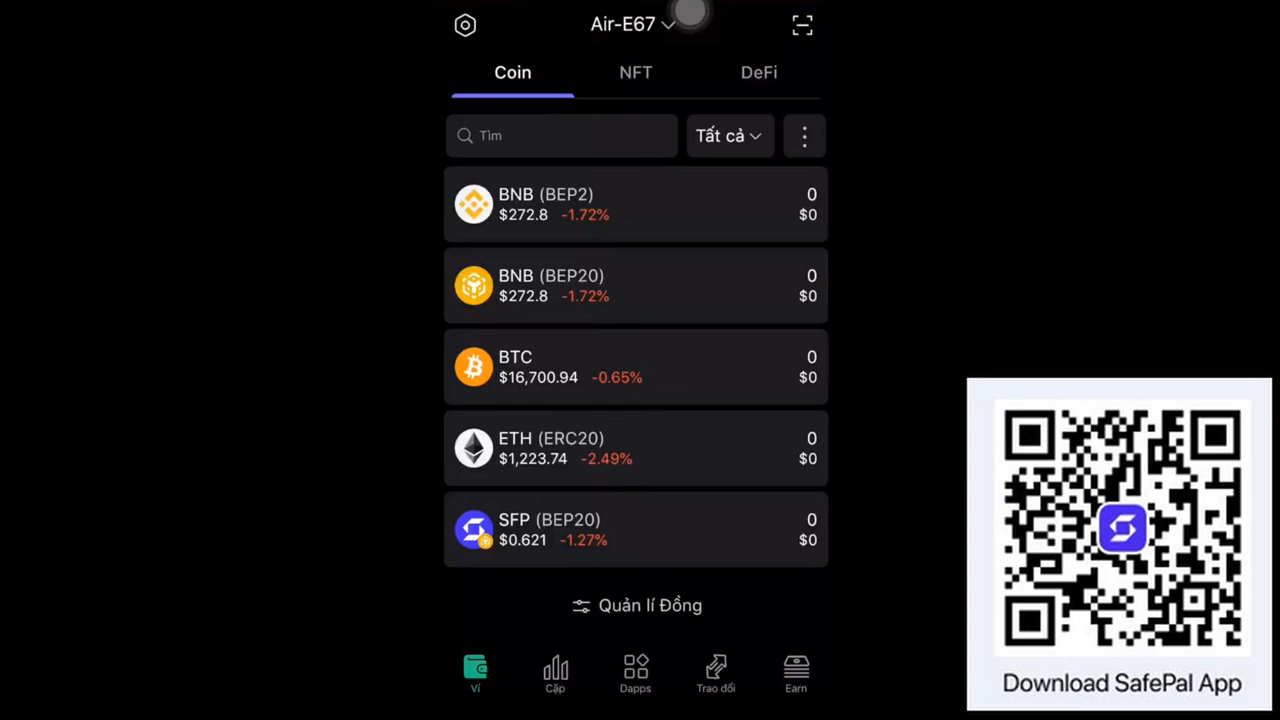 Air-E67
Coin NFT DeFi
Tìm Tất cả
BNB (BEP2) 0
$272.8 -1.72% $0
BNB (BEP20) 0
$272.8 -1.72% $0
BTC 0
$16,700.94 -0.65% $0
ETH (ERC20) 0
$1,223.74 -2.49% $0
SFP (BEP20) 0
$0.621 -1.27% $0
Quản lí Đồng
Ví Cặp Dapps Trao đổi Earn
Download SafePal App